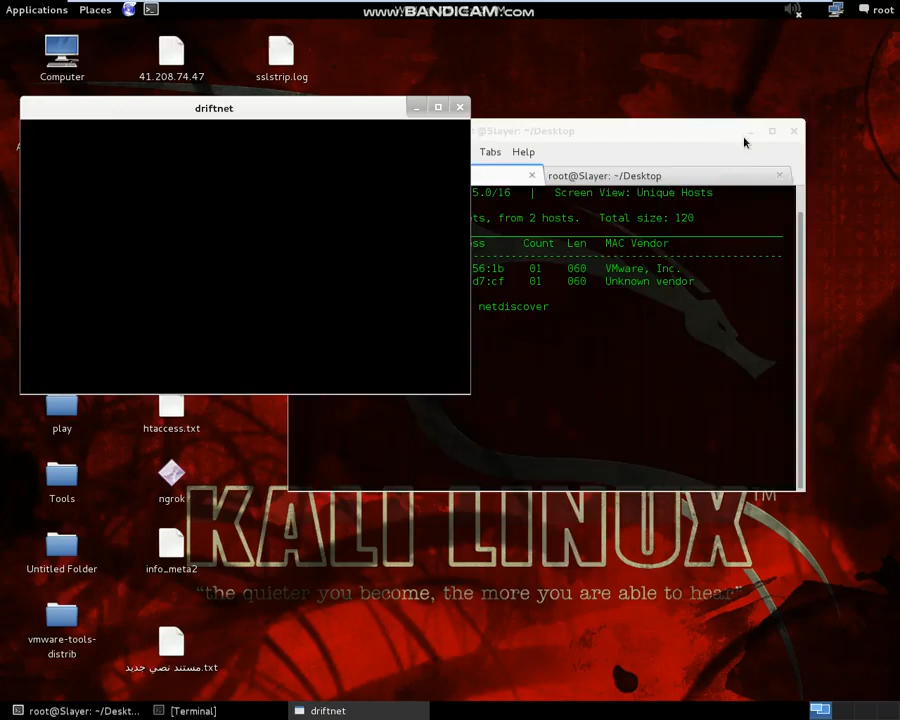 Applications Places
WWW.BANDICAM.COM
root
Computer
41.208.74.47
sslstrip.log
driftnet
@Slayer: ~/Desktop
Tabs Help
root@Slayer: ~/Desktop
5.0/16 | Screen View: Unique Hosts
ts, from 2 hosts. Total size: 120
ss Count Len MAC Vendor
56:1b 01 060 VMware, Inc.
d7:cf 01 060 Unknown vendor
netdiscover
play
htaccess.txt
Tools
ngrok
Untitled Folder
info_meta2
vmware-tools-
distrib
مستند نصي جديد.txt
KALI LINUX™
“the quieter you become, the more you are able to hear”
root@Slayer: ~/Deskt...
[Terminal]
driftnet